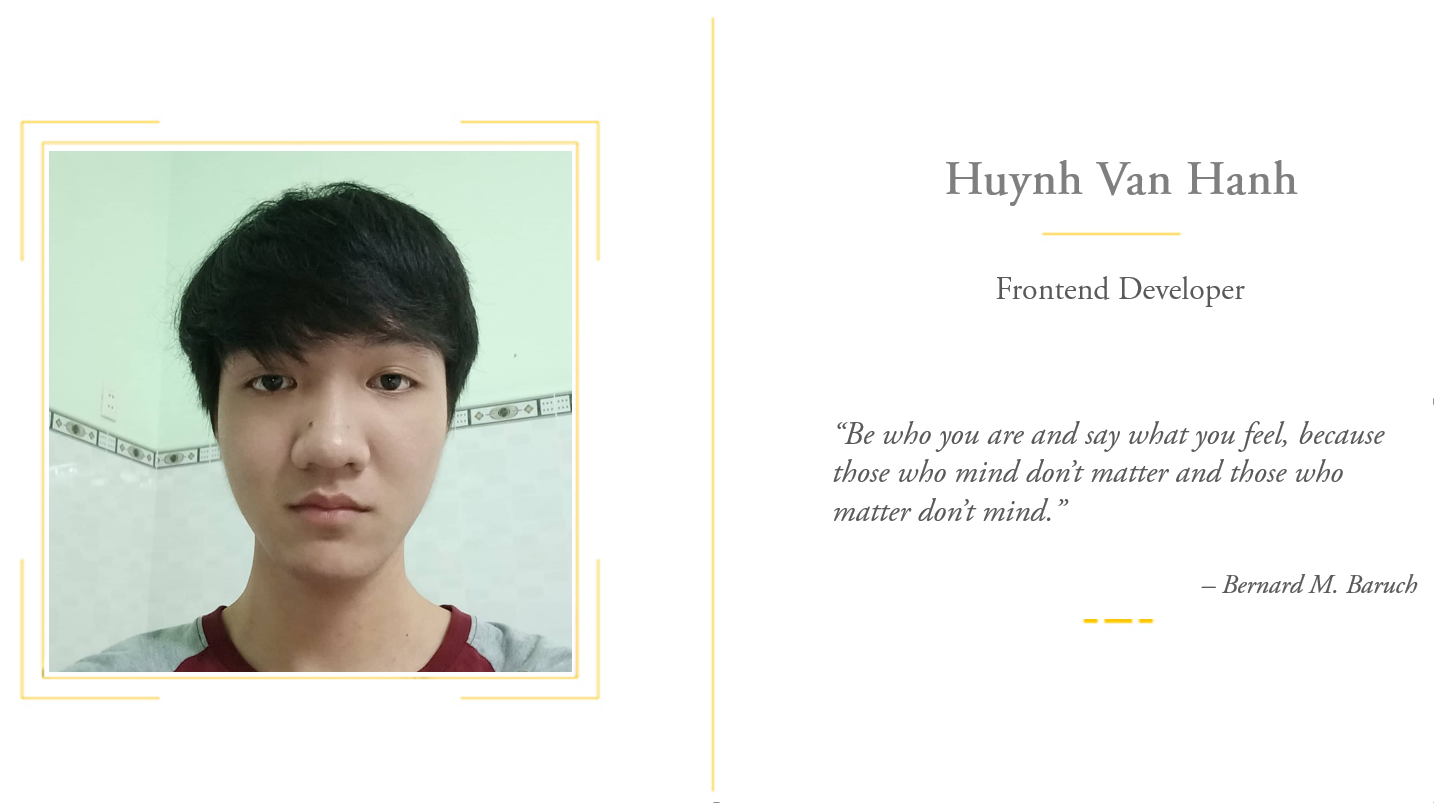 Huynh Van Hanh
Frontend Developer
“Be who you are and say what you feel, because
those who mind don’t matter and those who
matter don’t mind.”
– Bernard M. Baruch